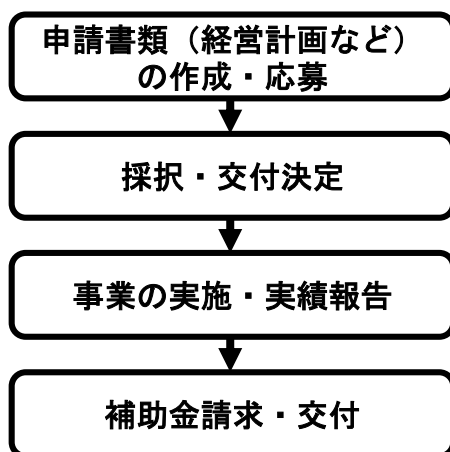 申請書類（経営計画など）
の作成・応募
採択・交付決定
事業の実施・実績報告
補助金請求・交付